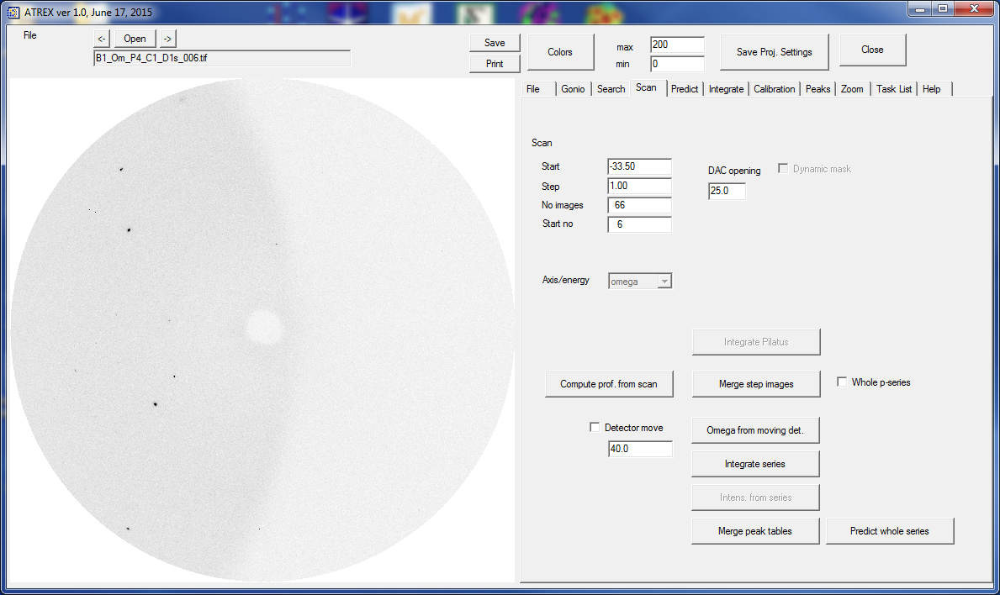 ATREX ver 1.0, June 17, 2015
File
<- Open ->
B1_Om_P4_C1_D1s_006.tif
Save
Print
Colors
max 200
min 0
Save Proj. Settings
Close
File Gonio Search Scan Predict Integrate Calibration Peaks Zoom Task List Help
Scan
Start -33.50
Step 1.00
No images 66
Start no 6
DAC opening
25.0
Dynamic mask
Axis/energy omega
Integrate Pilatus
Compute prof. from scan
Merge step images
Whole p-series
Detector move
40.0
Omega from moving det.
Integrate series
Intens. from series
Merge peak tables
Predict whole series